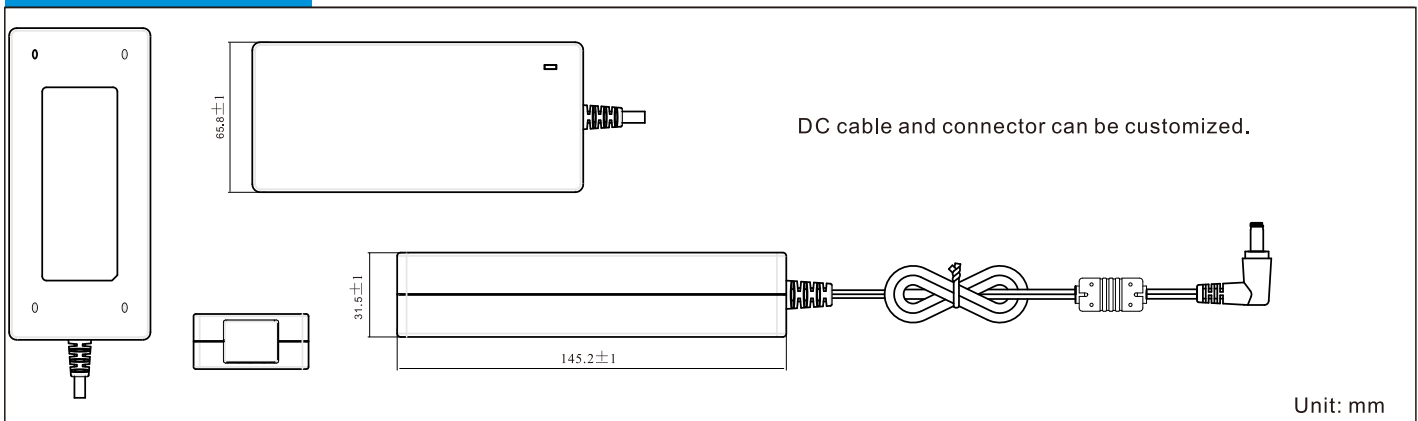 65.8±1
DC cable and connector can be customized.
31.5±1
145.2±1
Unit: mm